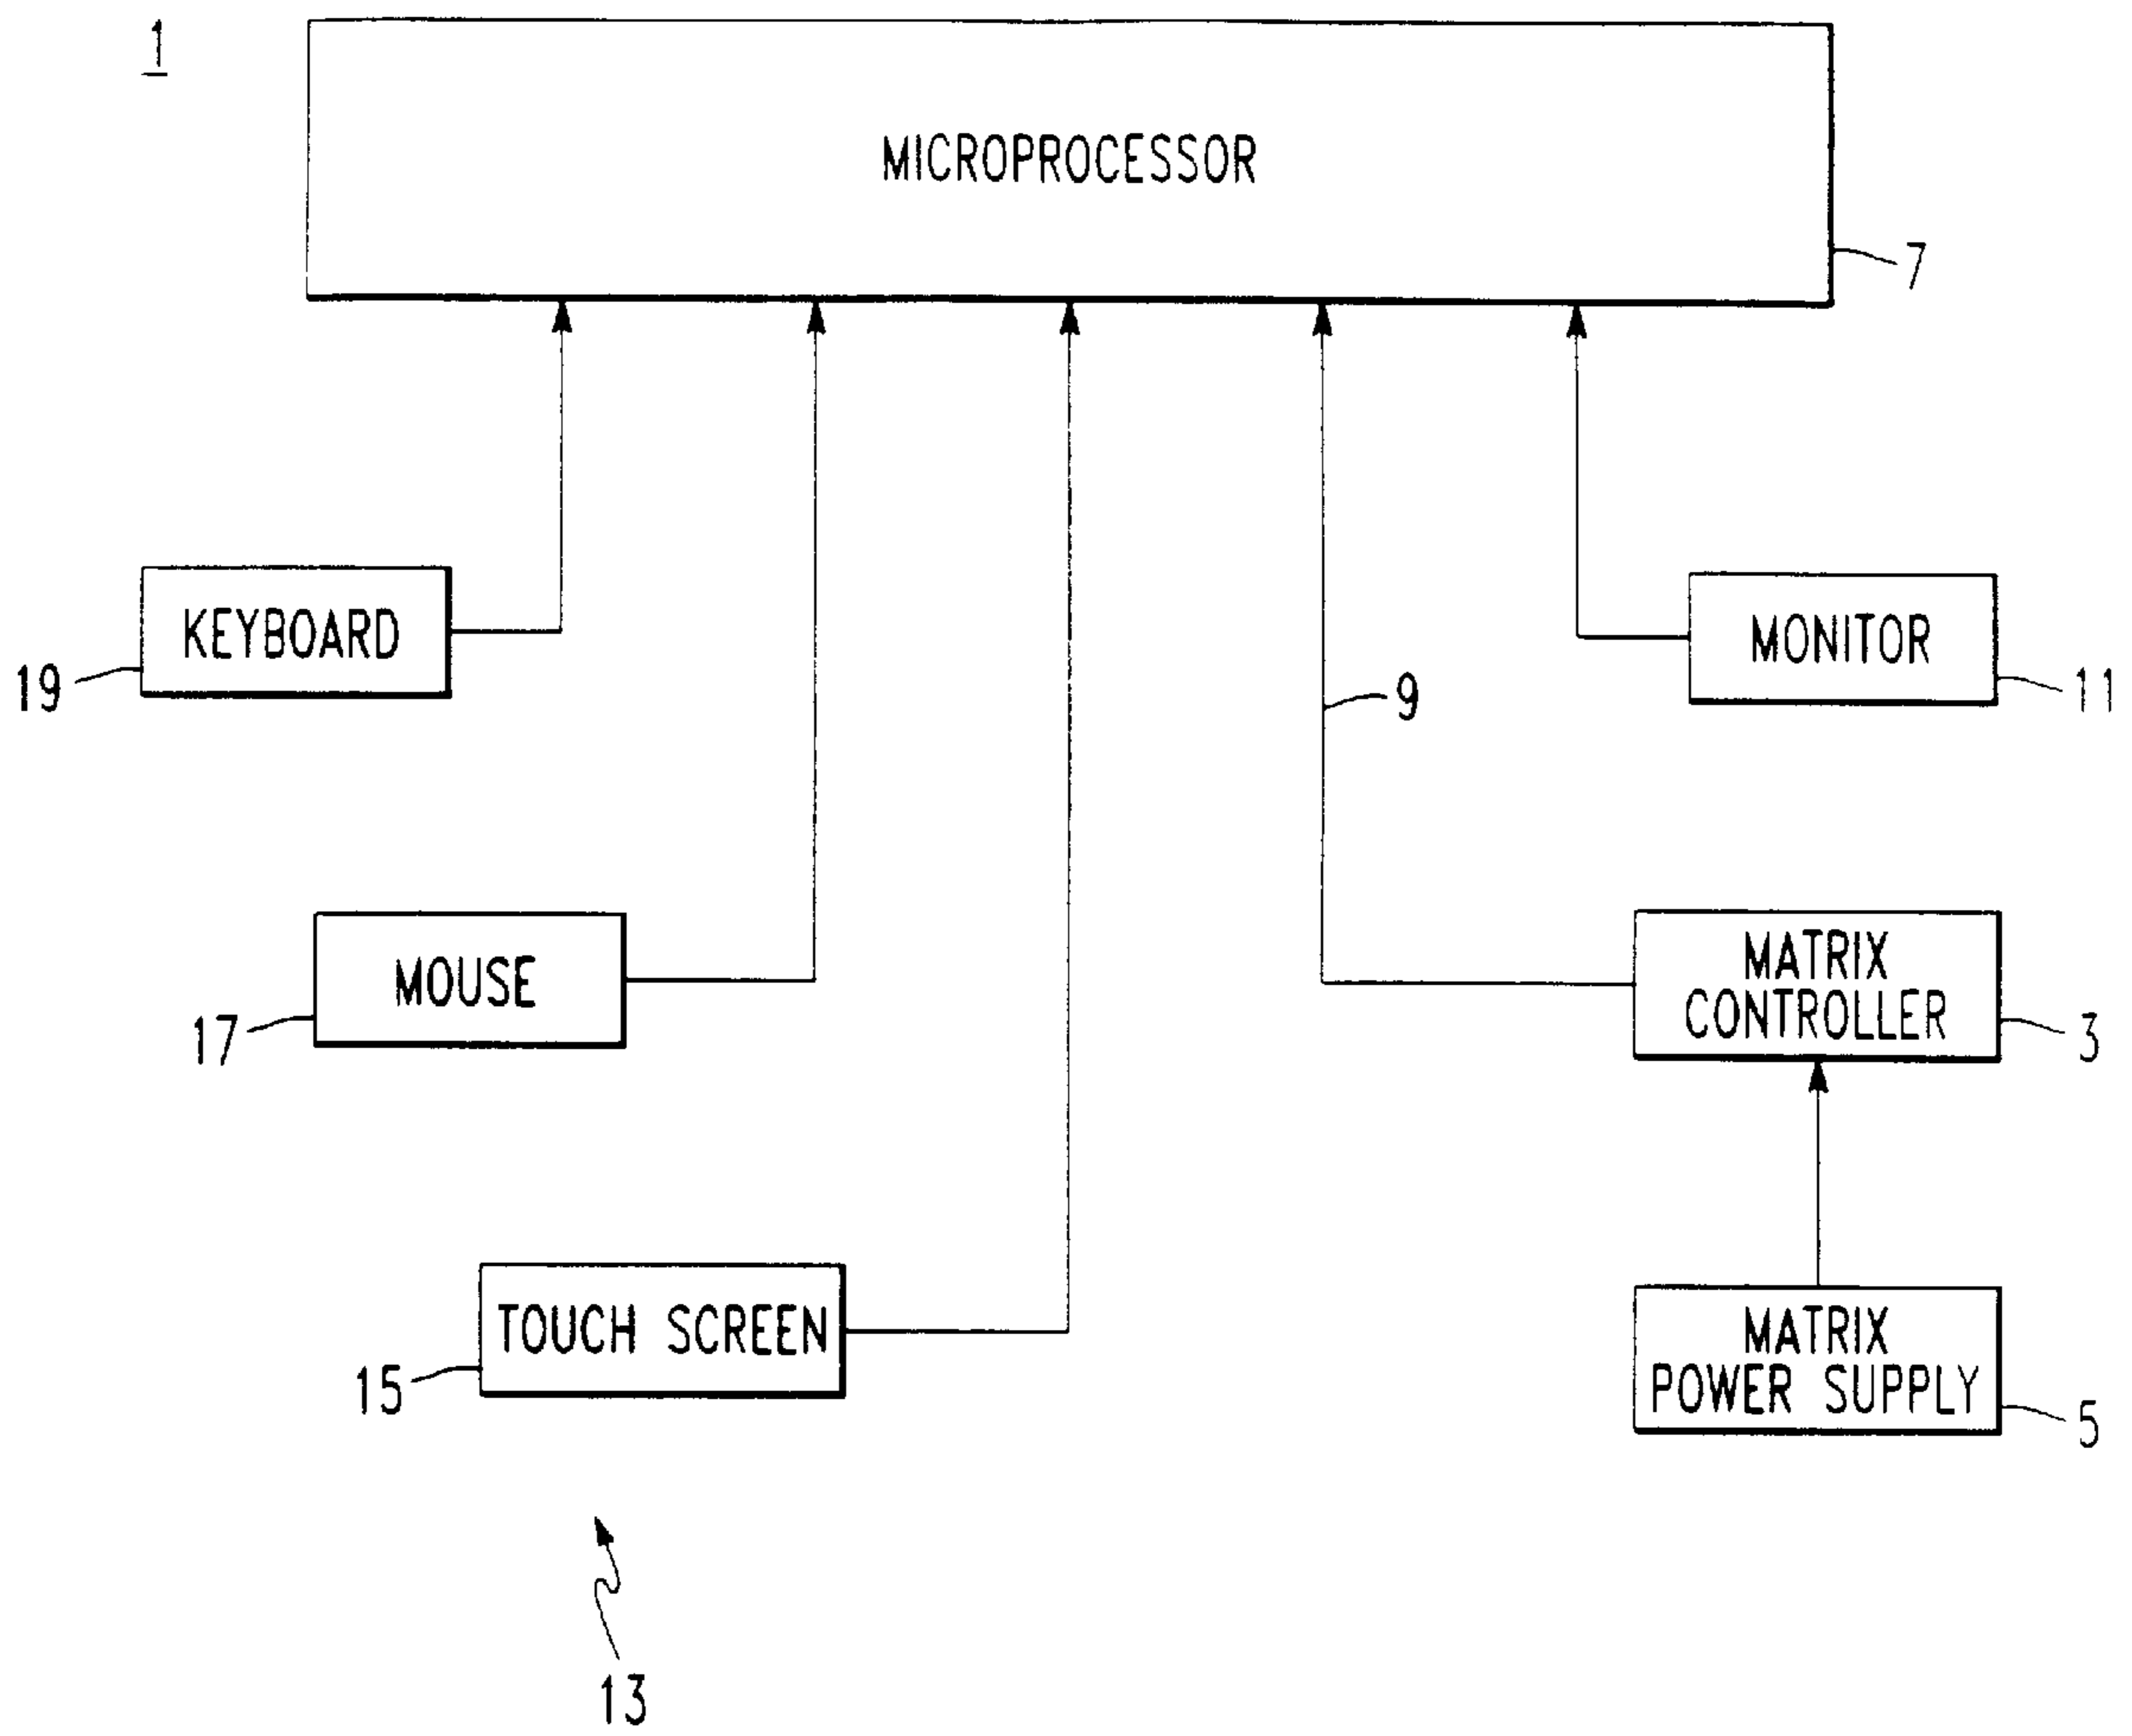 1
MICROPROCESSOR
7
KEYBOARD
19
MONITOR
11
9
MOUSE
17
MATRIX
CONTROLLER
3
TOUCH SCREEN
15
MATRIX
POWER SUPPLY
5
13